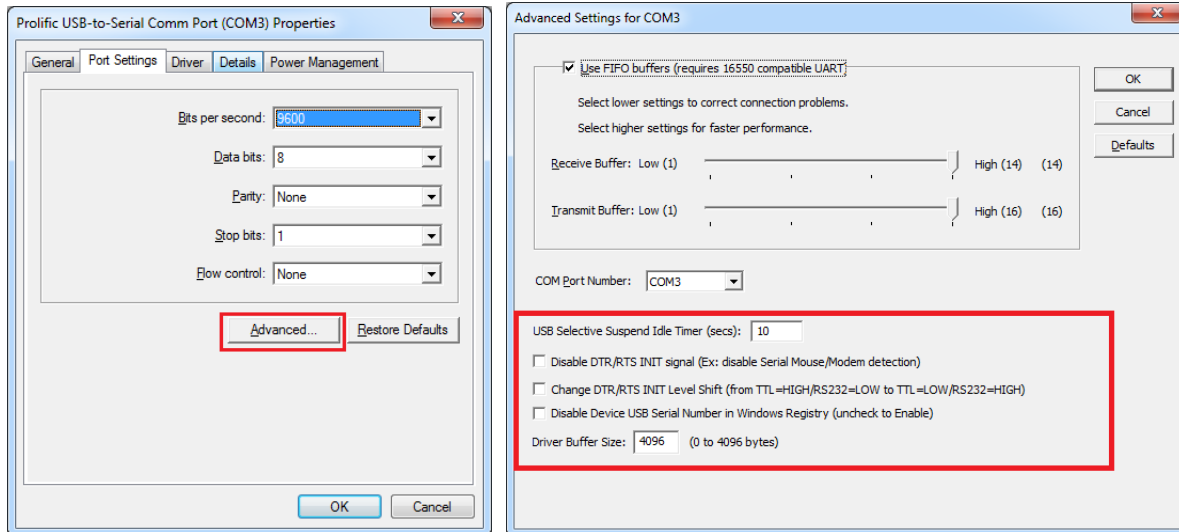 Prolific USB-to-Serial Comm Port (COM3) Properties
General Port Settings Driver Details Power Management
Bits per second: 9600
Data bits: 8
Parity: None
Stop bits: 1
Flow control: None
Advanced... Restore Defaults
OK Cancel
Advanced Settings for COM3
Use FIFO buffers (requires 16550 compatible UART)
OK
Select lower settings to correct connection problems.
Cancel
Select higher settings for faster performance.
Defaults
Receive Buffer: Low (1) High (14) (14)
Transmit Buffer: Low (1) High (16) (16)
COM Port Number: COM3
USB Selective Suspend Idle Timer (secs): 10
Disable DTR/RTS INIT signal (Ex: disable Serial Mouse/Modem detection)
Change DTR/RTS INIT Level Shift (from TTL=HIGH/RS232=LOW to TTL=LOW/RS232=HIGH)
Disable Device USB Serial Number in Windows Registry (uncheck to Enable)
Driver Buffer Size: 4096 (0 to 4096 bytes)